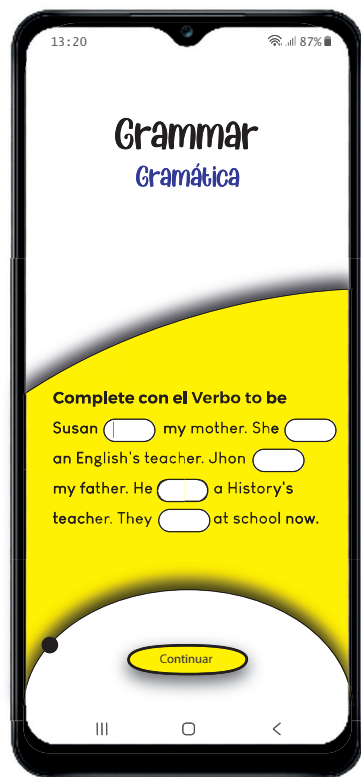 13:20 87%
Grammar
Gramática
Complete con el Verbo to be
Susan my mother. She
an English's teacher. Jhon
my father. He a History's
teacher. They at school now.
Continuar